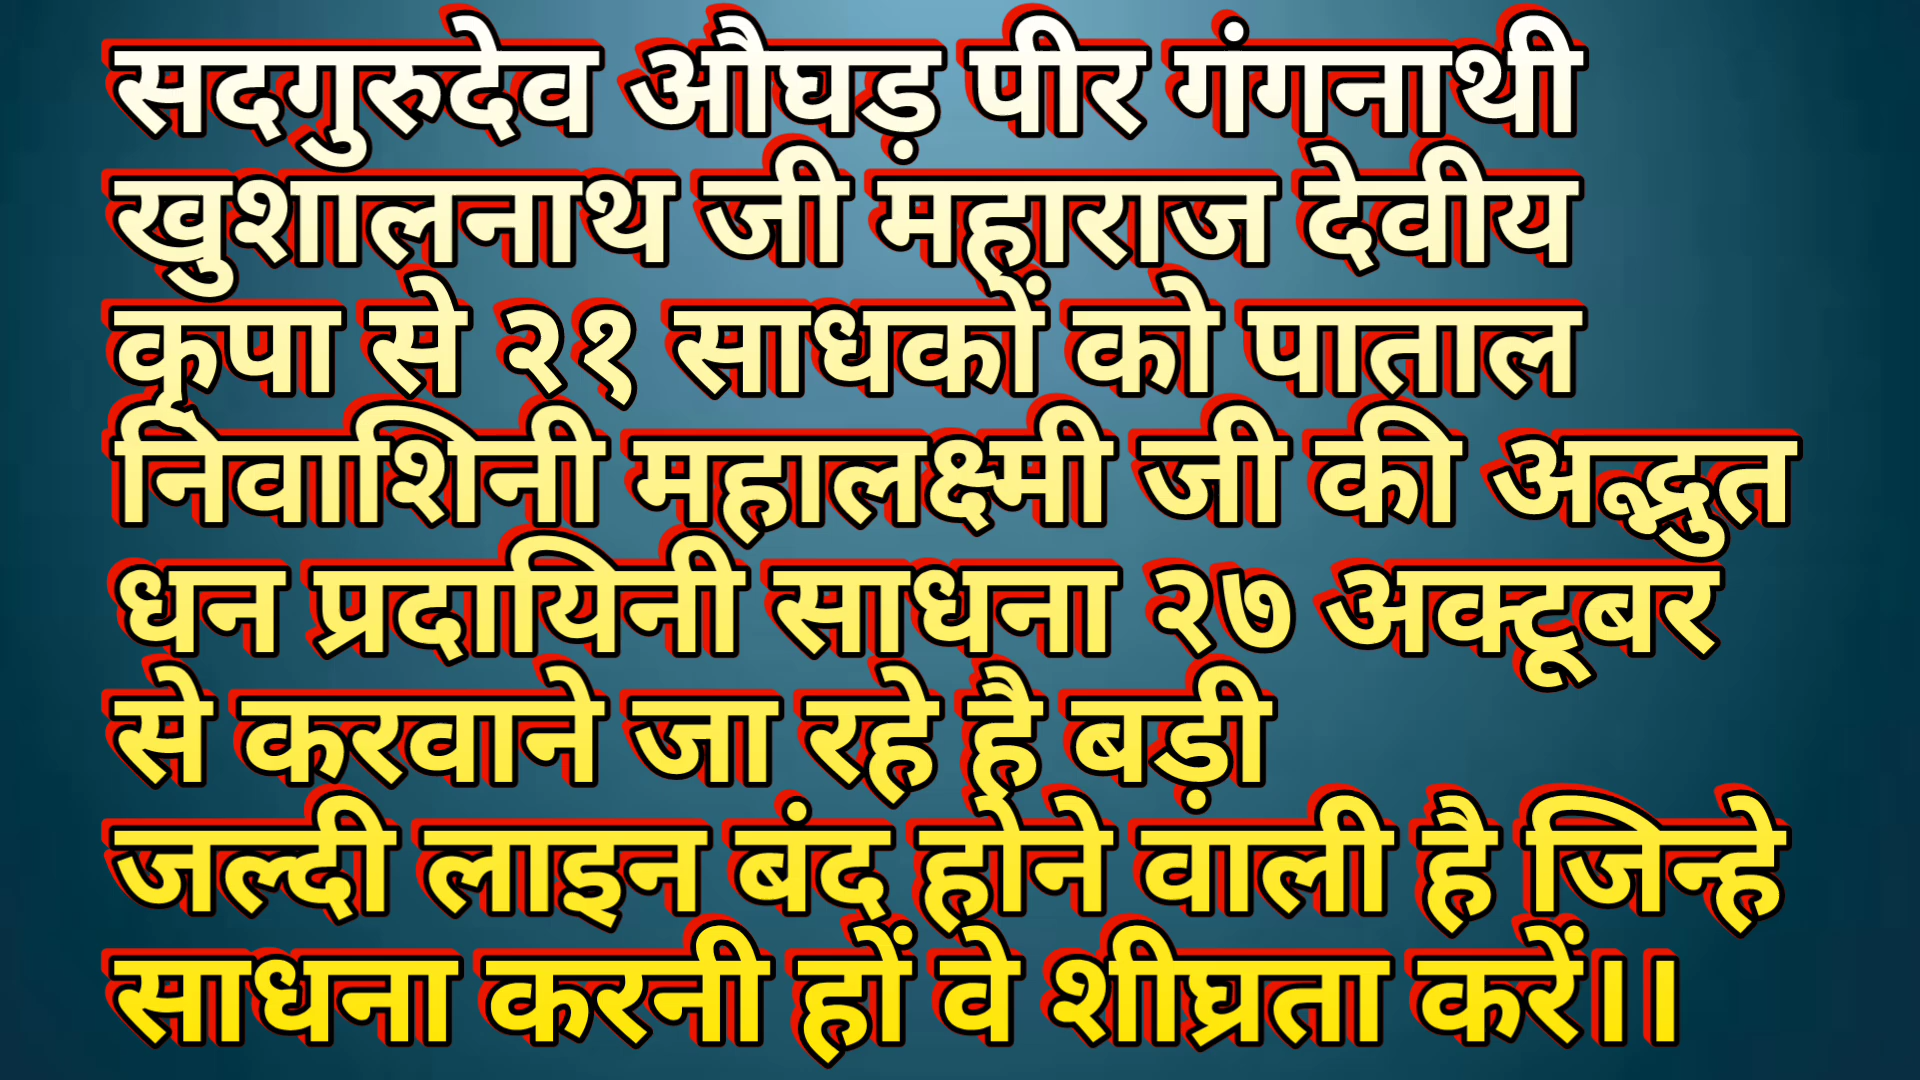 सदगुरुदेव औघड़ पीर गंगनाथी
खुशालनाथ जी महाराज देवीय
कृपा से २१ साधकों को पाताल
निवाशिनी महालक्ष्मी जी की अद्भुत
धन प्रदायिनी साधना २७ अक्टूबर
से करवाने जा रहे है बड़ी
जल्दी लाइन बंद होने वाली है जिन्हे
साधना करनी हों वे शीघ्रता करें।।